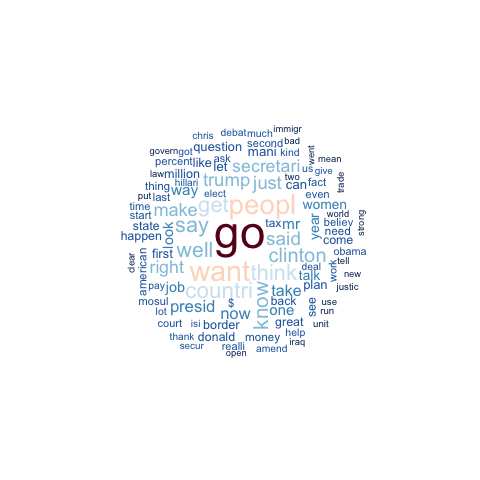 chris debat much immigr
govern got question second mani kind bad
percent like ask let secretari us went mean
law million trump just two give
hillari way elect can fact trade
thing get peopl even
put last make women
time say go tax mr year world strong
start look said believ
state need
happen first well clinton come
dear american right want think talk deal obama tell
work
pay job countri know take plan new
mosul presid $ back see justic
lot now one use
court isi border great run
unit
thank donald money help
secur realli amend iraq
open